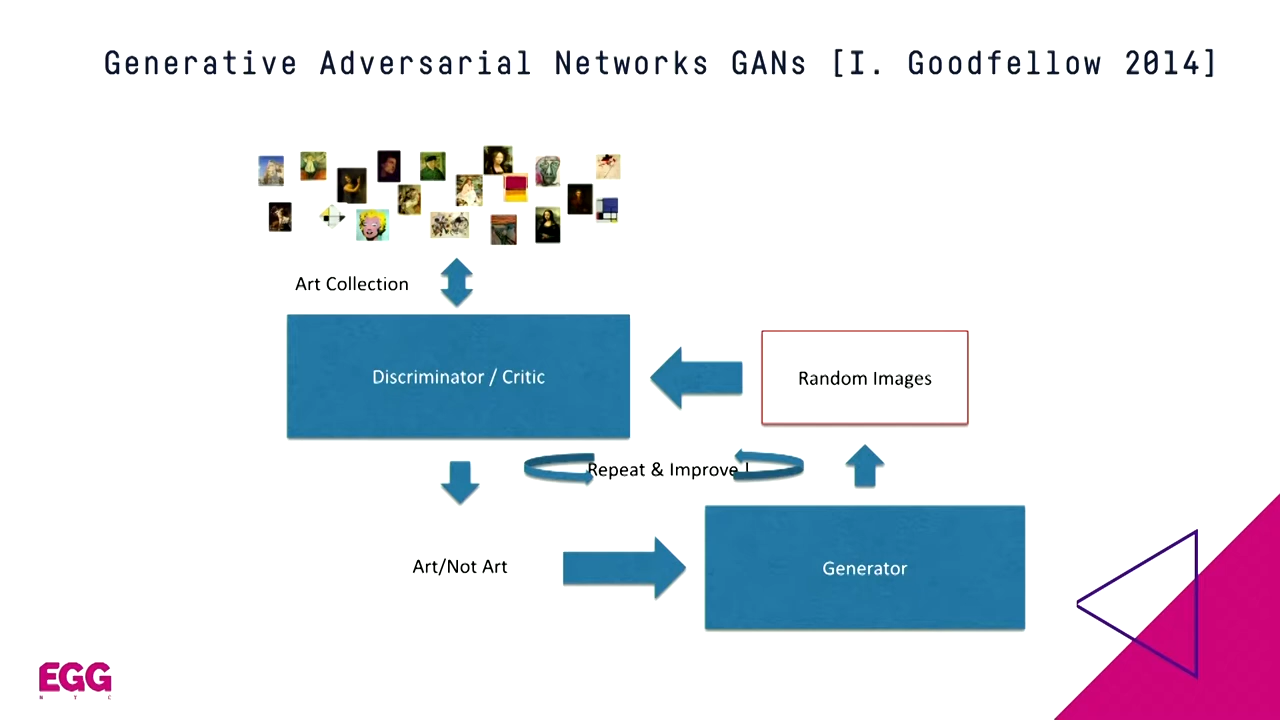 Generative Adversarial Networks GANs [I. Goodfellow 2014]
Art Collection
Discriminator / Critic
Random Images
Repeat & Improve !
Art/Not Art
Generator
EGG
N Y C